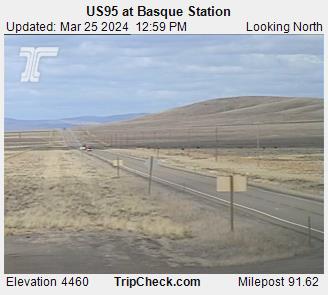 US95 at Basque Station
Updated: Mar 25 2024 12:59 PM Looking North
Elevation 4460 TripCheck.com Milepost 91.62